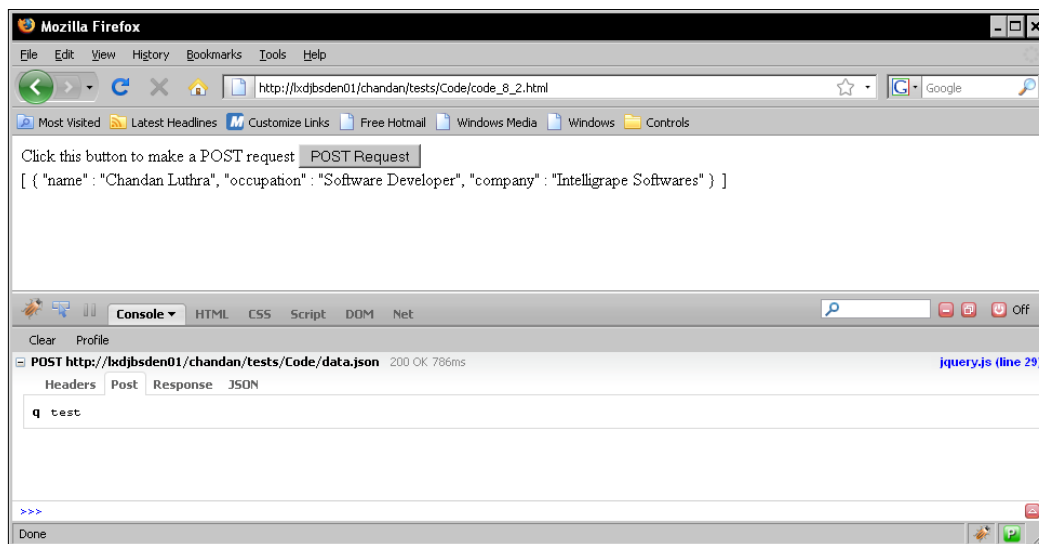 Mozilla Firefox
File Edit View History Bookmarks Tools Help
http://lxdjbsden01/chandan/tests/Code/code_8_2.html G Google
Most Visited Latest Headlines Customize Links Free Hotmail Windows Media Windows Controls
Click this button to make a POST request POST Request
[ { "name" : "Chandan Luthra", "occupation" : "Software Developer", "company" : "Intelligrape Softwares" } ]
Console HTML CSS Script DOM Net Off
Clear Profile
POST http://lxdjbsden01/chandan/tests/Code/data.json 200 OK 786ms jquery.js (line 29)
Headers Post Response JSON
q test
>>>
Done